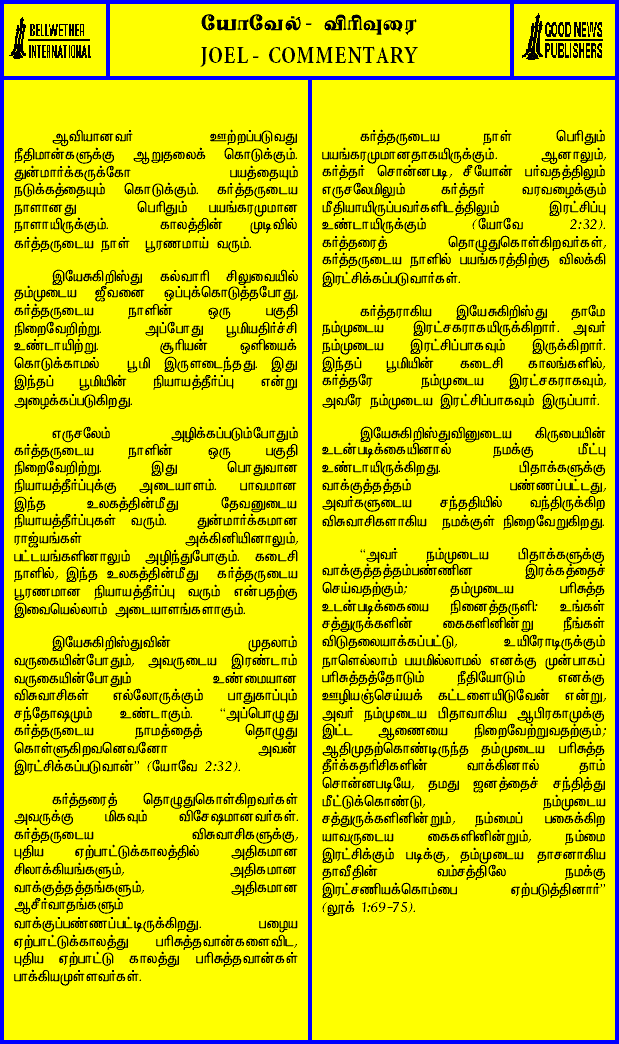 BELLWETHER
INTERNATIONAL
யோவேல் - விரிவுரை
JOEL - COMMENTARY
GOOD NEWS
PUBLISHERS
ஆவியானவர் ஊற்றப்படுவது
நீதிமான்களுக்கு ஆறுதலைக் கொடுக்கும்.
துன்மார்க்கருக்கோ பயத்தையும்
நடுக்கத்தையும் கொடுக்கும். கர்த்தருடைய
நாளானது பெரிதும் பயங்கரமுமான
நாளாயிருக்கும். காலத்தின் முடிவில்
கர்த்தருடைய நாள் பூரணமாய் வரும்.
இயேசுகிறிஸ்து கல்வாரி சிலுவையில்
தம்முடைய ஜீவனை ஒப்புக்கொடுத்தபோது,
கர்த்தருடைய நாளின் ஒரு பகுதி
நிறைவேறிற்று. அப்போது பூமியதிர்ச்சி
உண்டாயிற்று. சூரியன் ஒளியைக்
கொடுக்காமல் பூமி இருளடைந்தது. இது
இந்தப் பூமியின் நியாயத்தீர்ப்பு என்று
அழைக்கப்படுகிறது.
எருசலேம் அழிக்கப்படும்போதும்
கர்த்தருடைய நாளின் ஒரு பகுதி
நிறைவேறிற்று. இது பொதுவான
நியாயத்தீர்ப்புக்கு அடையாளம். பாவமான
இந்த உலகத்தின்மீது தேவனுடைய
நியாயத்தீர்ப்புகள் வரும். துன்மார்க்கமான
ராஜ்யங்கள் அக்கினியினாலும்,
பட்டயங்களினாலும் அழிந்துபோகும். கடைசி
நாளில், இந்த உலகத்தின்மீது கர்த்தருடைய
பூரணமான நியாயத்தீர்ப்பு வரும் என்பதற்கு
இவையெல்லாம் அடையாளங்களாகும்.
இயேசுகிறிஸ்துவின் முதலாம்
வருகையின்போதும், அவருடைய இரண்டாம்
வருகையின்போதும் உண்மையான
விசுவாசிகள் எல்லோருக்கும் பாதுகாப்பும்
சந்தோஷமும் உண்டாகும். “அப்பொழுது
கர்த்தருடைய நாமத்தைத் தொழுது
கொள்ளுகிறவனெவனோ அவன்
இரட்சிக்கப்படுவான்” (யோவே 2:32).
கர்த்தரைத் தொழுதுகொள்கிறவர்கள்
அவருக்கு மிகவும் விசேஷமானவர்கள்.
கர்த்தருடைய விசுவாசிகளுக்கு,
புதிய ஏற்பாட்டுக்காலத்தில் அதிகமான
சிலாக்கியங்களும், அதிகமான
வாக்குத்தத்தங்களும், அதிகமான
ஆசீர்வாதங்களும்
வாக்குப்பண்ணப்பட்டிருக்கிறது. பழைய
ஏற்பாட்டுக்காலத்து பரிசுத்தவான்களைவிட,
புதிய ஏற்பாட்டு காலத்து பரிசுத்தவான்கள்
பாக்கியமுள்ளவர்கள்.
கர்த்தருடைய நாள் பெரிதும்
பயங்கரமுமானதாகயிருக்கும். ஆனாலும்,
கர்த்தர் சொன்னபடி, சீயோன் பர்வதத்திலும்
எருசலேமிலும் கர்த்தர் வரவழைக்கும்
மீதியாயிருப்பவர்களிடத்திலும் இரட்சிப்பு
உண்டாயிருக்கும் (யோவே 2:32).
கர்த்தரைத் தொழுதுகொள்கிறவர்கள்,
கர்த்தருடைய நாளில் பயங்கரத்திற்கு விலக்கி
இரட்சிக்கப்படுவார்கள்.
கர்த்தராகிய இயேசுகிறிஸ்து தாமே
நம்முடைய இரட்சகராகயிருக்கிறார். அவர்
நம்முடைய இரட்சிப்பாகவும் இருக்கிறார்.
இந்தப் பூமியின் கடைசி காலங்களில்,
கர்த்தரே நம்முடைய இரட்சகராகவும்,
அவரே நம்முடைய இரட்சிப்பாகவும் இருப்பார்.
இயேசுகிறிஸ்துவினுடைய கிருபையின்
உடன்படிக்கையினால் நமக்கு மீட்பு
உண்டாயிருக்கிறது. பிதாக்களுக்கு
வாக்குத்தத்தம் பண்ணப்பட்டது,
அவர்களுடைய சந்ததியில் வந்திருக்கிற
விசுவாசிகளாகிய நமக்குள் நிறைவேறுகிறது.
“அவர் நம்முடைய பிதாக்களுக்கு
வாக்குத்தத்தம்பண்ணின இரக்கத்தைச்
செய்வதற்கும்; தம்முடைய பரிசுத்த
உடன்படிக்கையை நினைத்தருளி: உங்கள்
சத்துருக்களின் கைகளினின்று நீங்கள்
விடுதலையாக்கப்பட்டு, உயிரோடிருக்கும்
நாளெல்லாம் பயமில்லாமல் எனக்கு முன்பாகப்
பரிசுத்தத்தோடும் நீதியோடும் எனக்கு
ஊழியஞ்செய்யக் கட்டளையிடுவேன் என்று,
அவர் நம்முடைய பிதாவாகிய ஆபிரகாமுக்கு
இட்ட ஆணையை நிறைவேற்றுவதற்கும்;
ஆதிமுதற்கொண்டிருந்த தம்முடைய பரிசுத்த
தீர்க்கதரிசிகளின் வாக்கினால் தாம்
சொன்னபடியே, தமது ஜனத்தைச் சந்தித்து
மீட்டுக்கொண்டு, நம்முடைய
சத்துருக்களினின்றும், நம்மைப் பகைக்கிற
யாவருடைய கைகளினின்றும், நம்மை
இரட்சிக்கும் படிக்கு, தம்முடைய தாசனாகிய
தாவீதின் வம்சத்திலே நமக்கு
இரட்சணியக்கொம்பை ஏற்படுத்தினார்”
(லூக் 1:69-75).